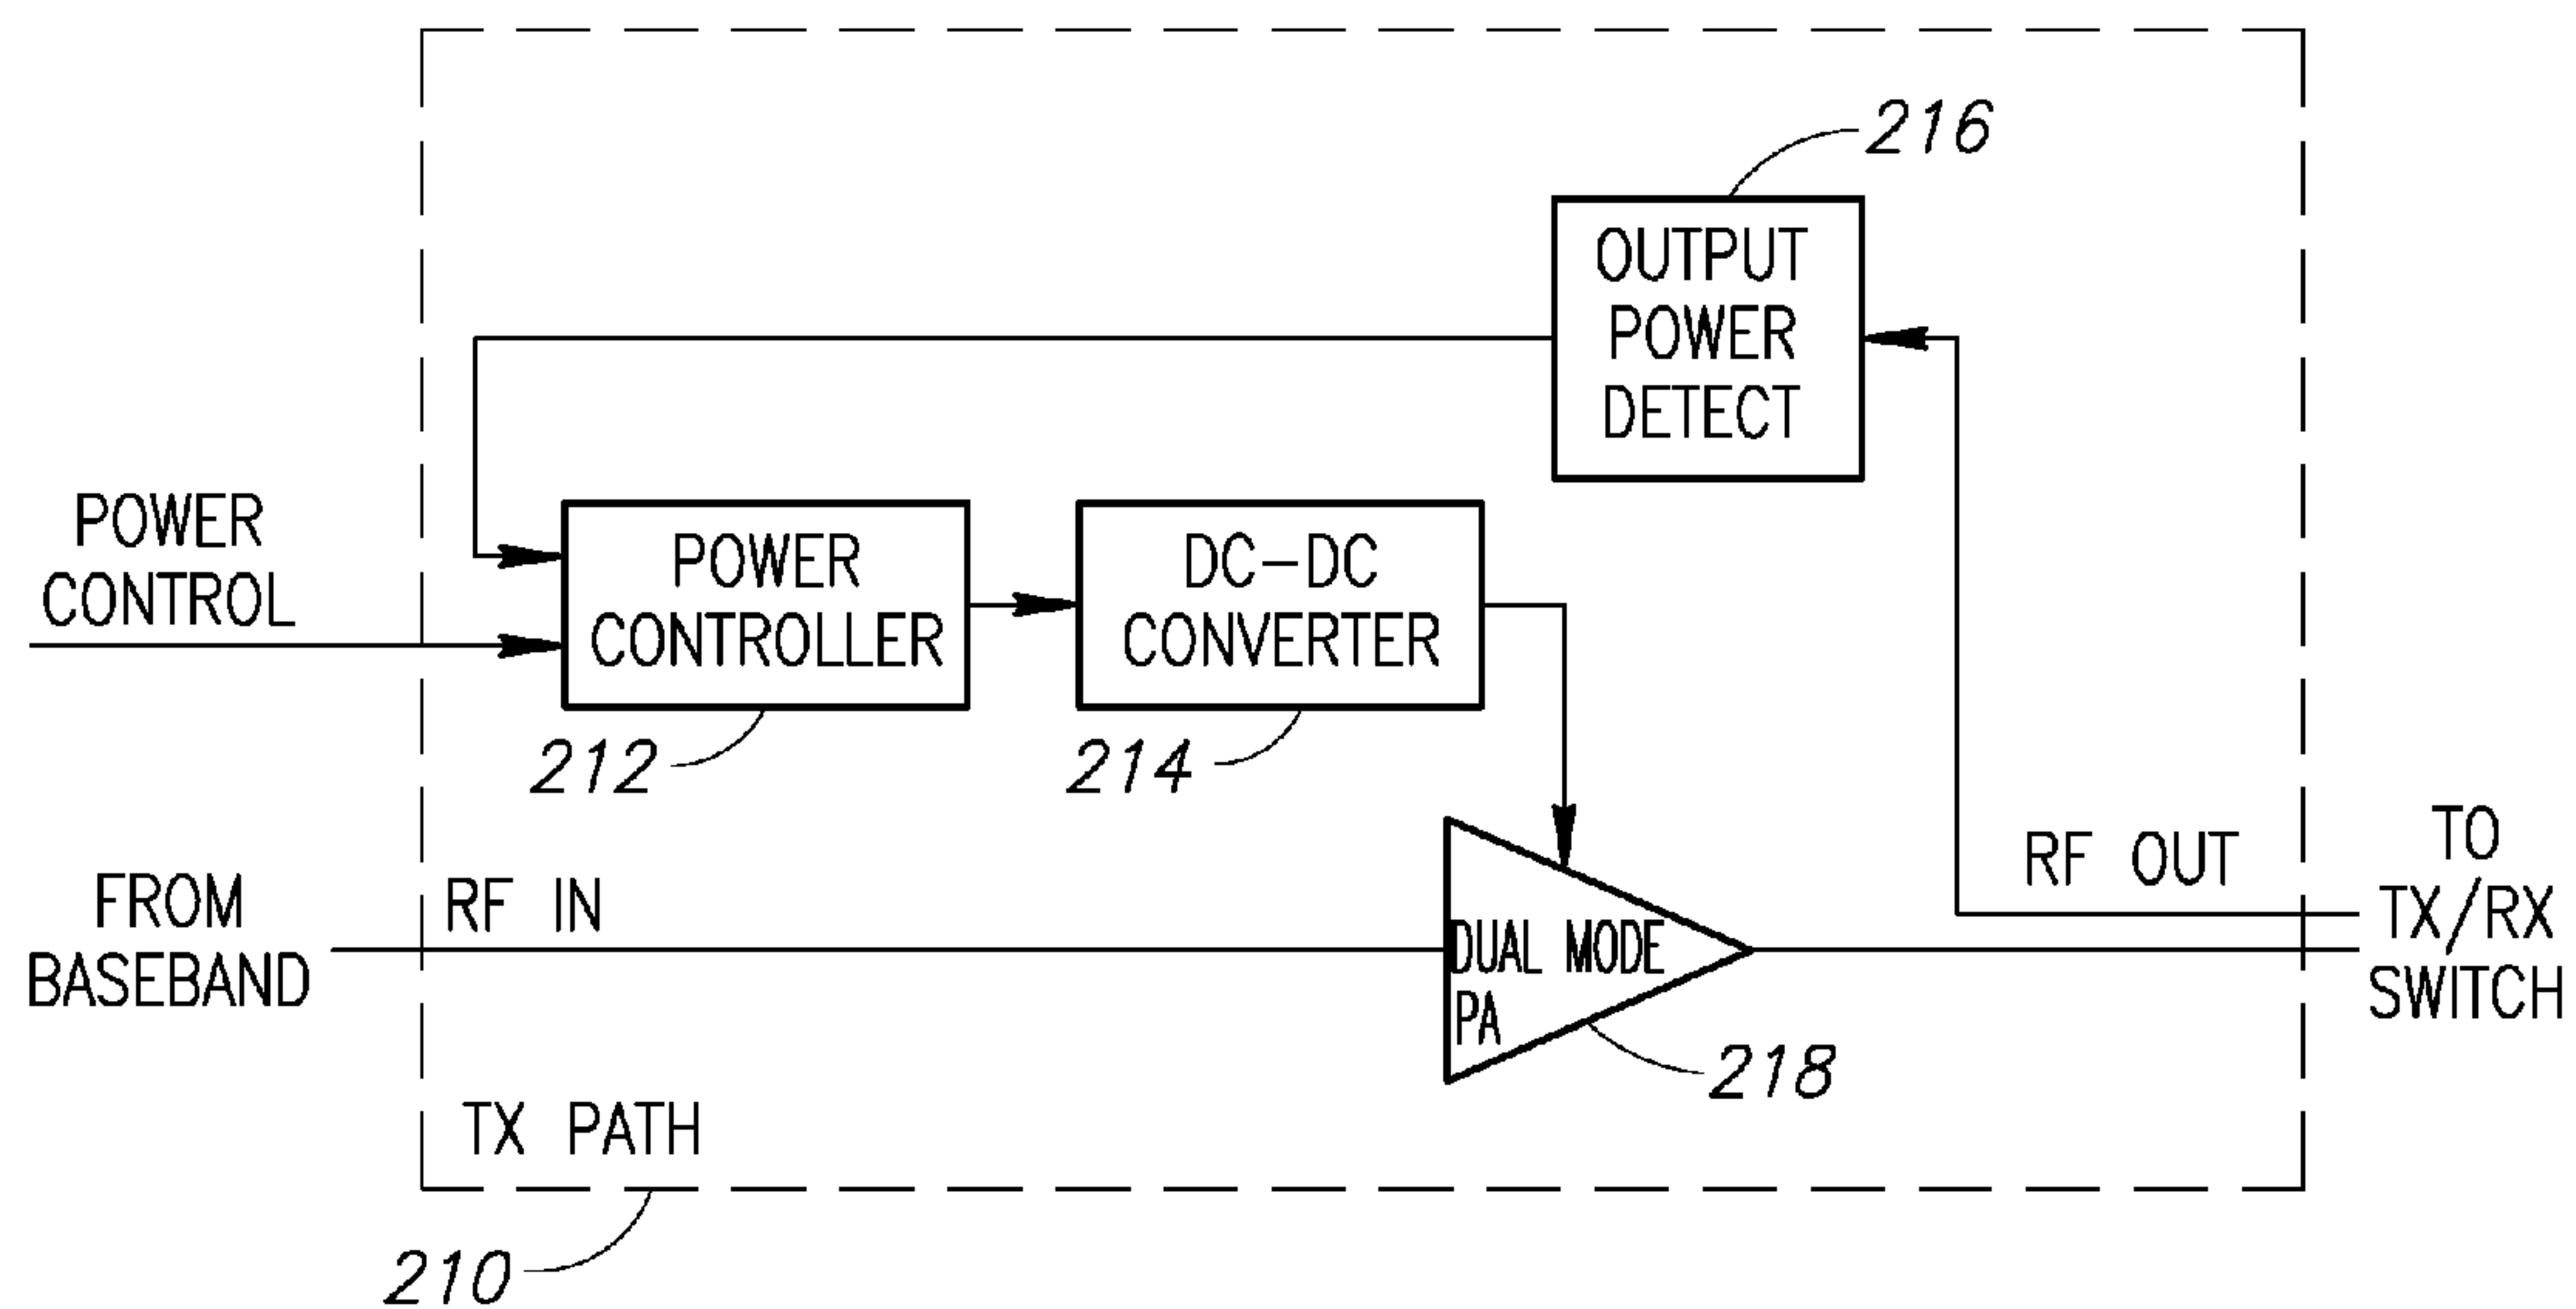 216
OUTPUT
POWER
DETECT
POWER
CONTROL
POWER
CONTROLLER
DC-DC
CONVERTER
212
214
FROM
BASEBAND
RF IN
DUAL MODE
PA
218
RF OUT
TO
TX/RX
SWITCH
TX PATH
210